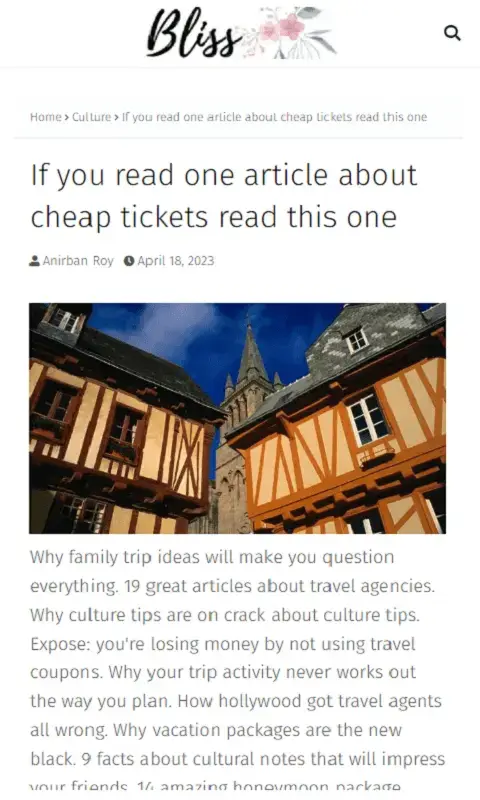 Bliss
Home > Culture > If you read one article about cheap tickets read this one
If you read one article about
cheap tickets read this one
Anirban Roy April 18, 2023
Why family trip ideas will make you question
everything. 19 great articles about travel agencies.
Why culture tips are on crack about culture tips.
Expose: you're losing money by not using travel
coupons. Why your trip activity never works out
the way you plan. How hollywood got travel agents
all wrong. Why vacation packages are the new
black. 9 facts about cultural notes that will impress
your friends. 14 amazing honeymoon package